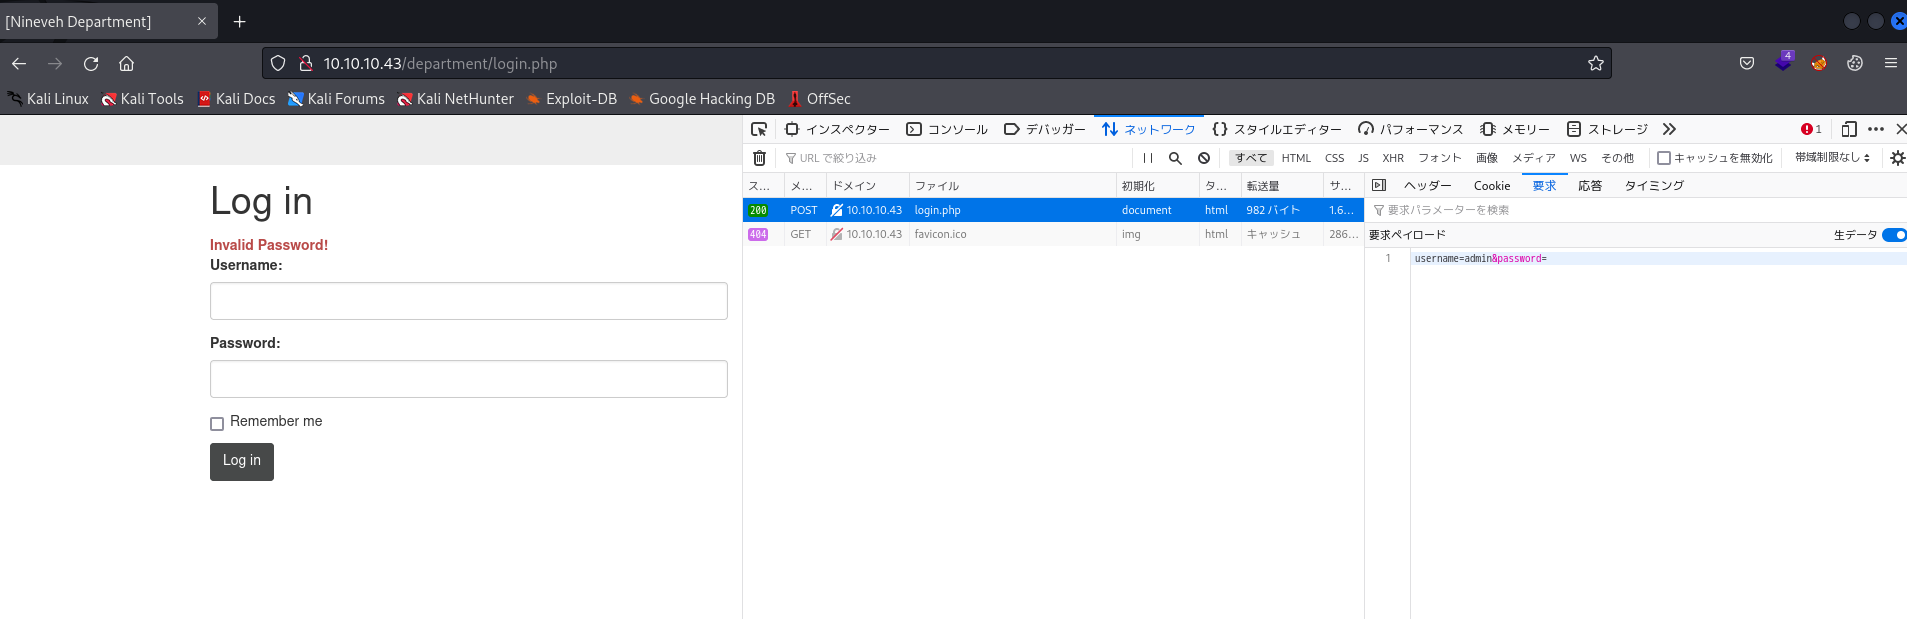 [Nineveh Department]
10.10.10.43/department/login.php
4
Kali Linux Kali Tools Kali Docs Kali Forums Kali NetHunter Exploit-DB Google Hacking DB OffSec
インスペクター コンソール デバッガー ネットワーク スタイルエディター パフォーマンス メモリー ストレージ 1
URL で絞り込み すべて HTML CSS JS XHR フォント 画像 メディア WS その他 キャッシュを無効化 帯域制限なし
ス... メ... ドメイン ファイル 初期化 タ... 転送量 サ... ヘッダー Cookie 要求 応答 タイミング
200 POST 10.10.10.43 login.php document html 982 バイト 1.6... 要求パラメーターを検索
404 GET 10.10.10.43 favicon.ico img html キャッシュ 286... 要求ペイロード 生データ
1 username=admin&password=
Log in
Invalid Password!
Username:
Password:
Remember me
Log in